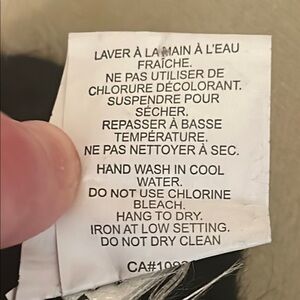 LAVER À LA MAIN À L'EAU
FRAÎCHE.
NE PAS UTILISER DE
CHLORURE DÉCOLORANT.
SUSPENDRE POUR
SÉCHER.
REPASSER À BASSE
TEMPÉRATURE.
NE PAS NETTOYER À SEC.
HAND WASH IN COOL
WATER.
DO NOT USE CHLORINE
BLEACH.
HANG TO DRY.
IRON AT LOW SETTING.
DO NOT DRY CLEAN